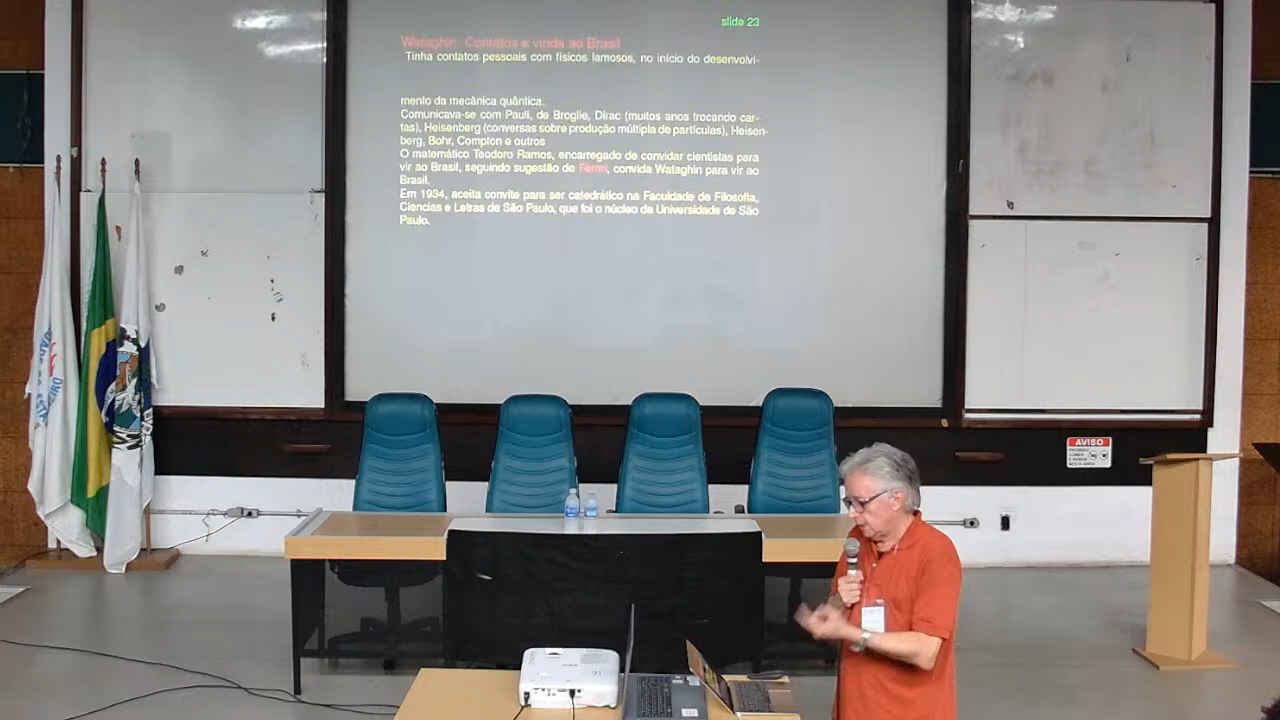 slide 23
Wataghin: Contatos e vinda ao Brasil
Tinha contatos pessoais com físicos famosos, no início do desenvolvi-
mento da mecânica quântica.
Comunicava-se com Pauli, de Broglie, Dirac (muitos anos trocando car-
tas), Heisenberg (conversas sobre produção múltipla de partículas), Heisen-
berg, Bohr, Compton e outros
O matemático Teodoro Ramos, encarregado de convidar cientistas para
vir ao Brasil, seguindo sugestão de Fermi, convida Wataghin para vir ao
Brasil.
Em 1934, aceita convite para ser catedrático na Faculdade de Filosofia,
Ciencias e Letras de São Paulo, que foi o núcleo da Universidade de São
Paulo.
AVISO